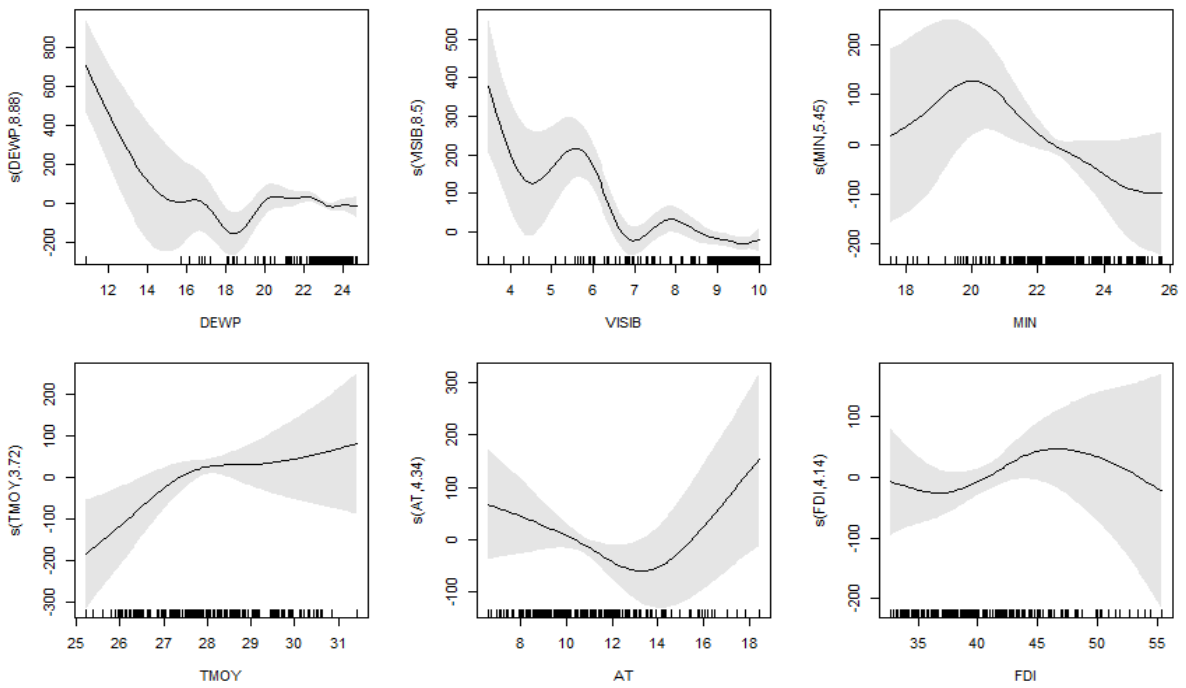 s(DEWP,8.88)
800
600
400
200
0
-200
10 12 14 16 18 20 22 24
DEWP
s(VISIB,8.5)
500
400
300
200
100
0
4 5 6 7 8 9 10
VISIB
s(MIN,5.45)
200
100
0
-100
-200
18 20 22 24 26
MIN
s(TMOY,3.72)
200
100
0
-100
-200
-300
25 26 27 28 29 30 31
TMOY
s(AT,4.34)
300
200
100
0
-100
8 10 12 14 16 18
AT
s(FDI,4.14)
100
0
-100
-200
35 40 45 50 55
FDI